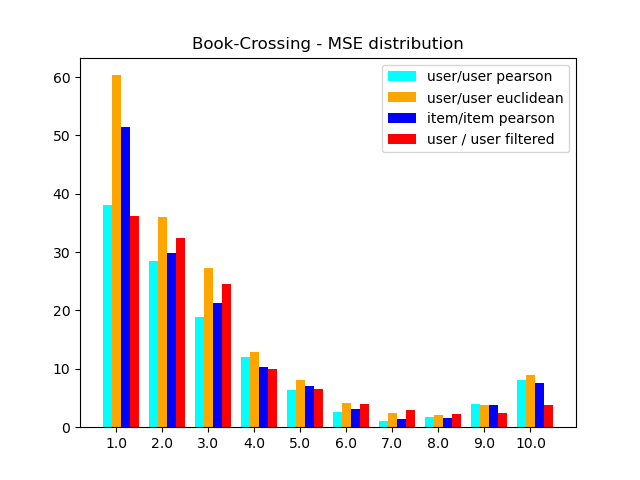 Book-Crossing - MSE distribution
user/user pearson
user/user euclidean
item/item pearson
user / user filtered
60
50
40
30
20
10
0
1.0 2.0 3.0 4.0 5.0 6.0 7.0 8.0 9.0 10.0